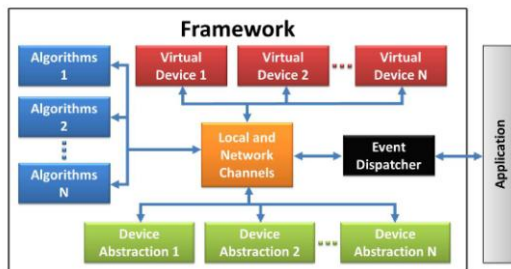 Framework
Algorithms
1
Algorithms
2
Algorithms
N
Virtual
Device 1
Virtual
Device 2
Virtual
Device N
Local and
Network
Channels
Event
Dispatcher
Device
Abstraction 1
Device
Abstraction 2
Device
Abstraction N
Application